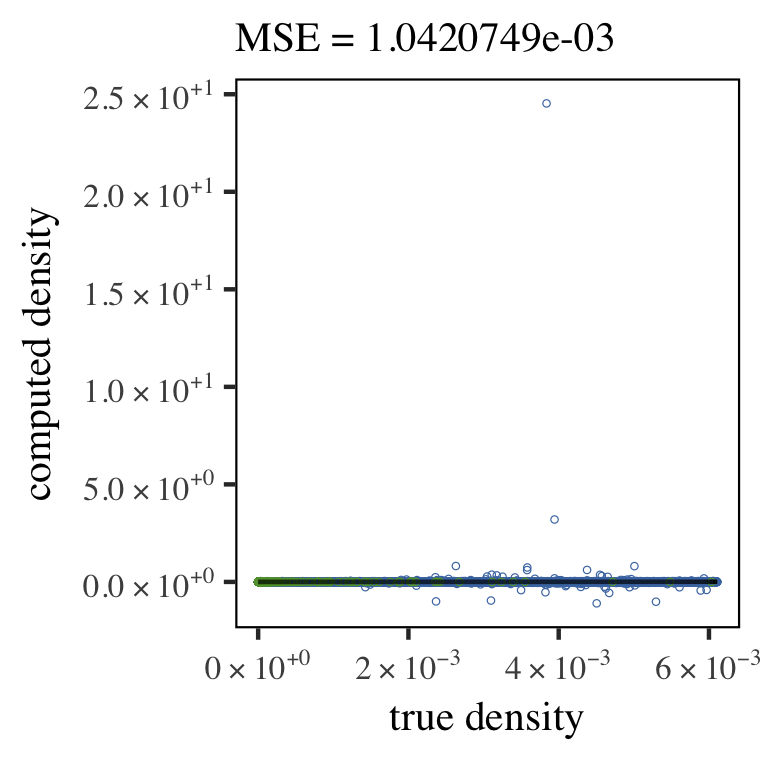 MSE = 1.0420749e-03
computed density
2.5 × 10⁺¹
2.0 × 10⁺¹
1.5 × 10⁺¹
1.0 × 10⁺¹
5.0 × 10⁺⁰
0.0 × 10⁺⁰
0 × 10⁺⁰ 2 × 10⁻³ 4 × 10⁻³ 6 × 10⁻³
true density